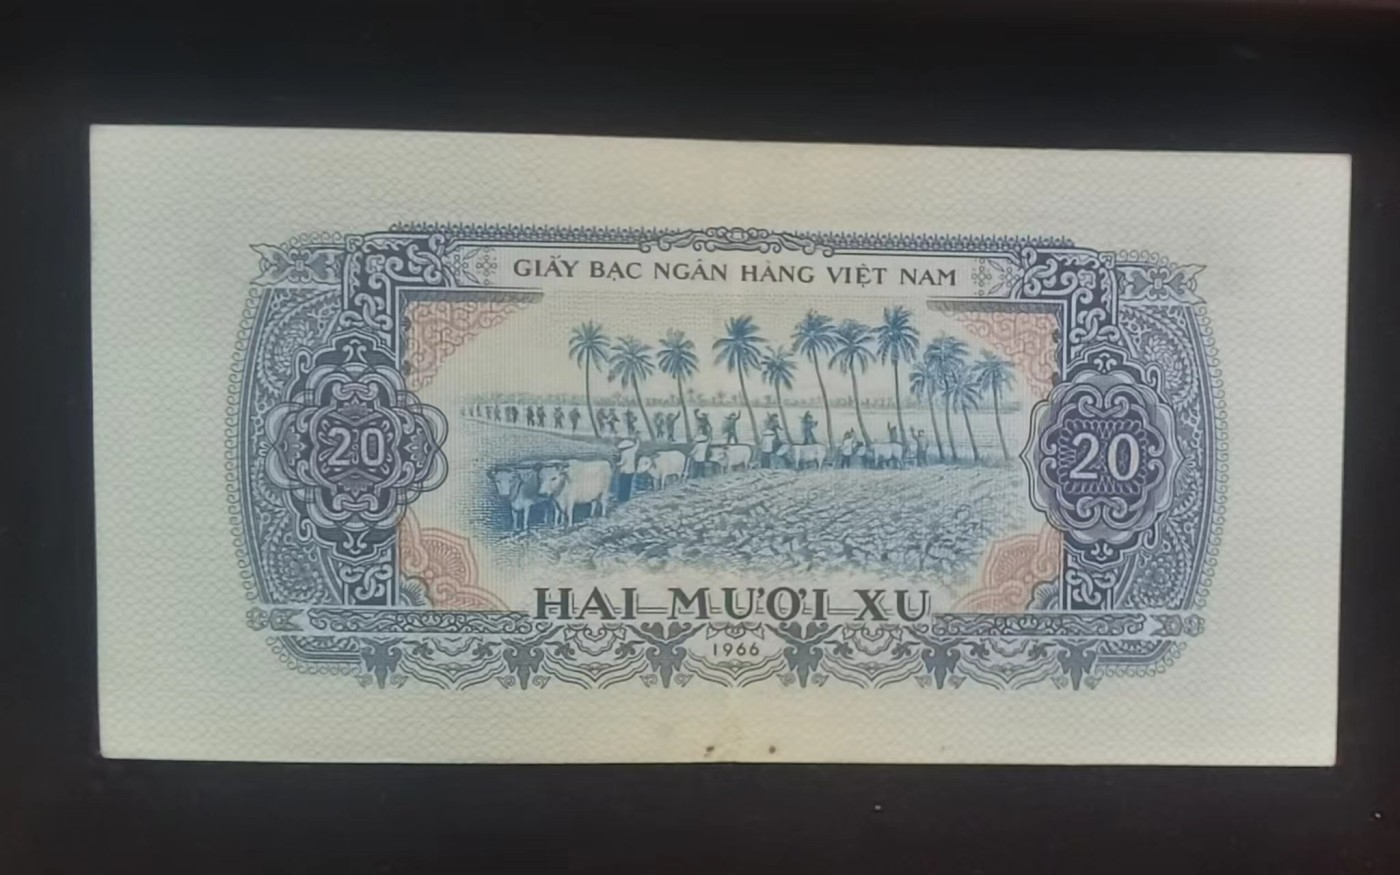 GIẤY BẠC NGÂN HÀNG VIỆT NAM
20
20
HAI MƯƠI XU
1966